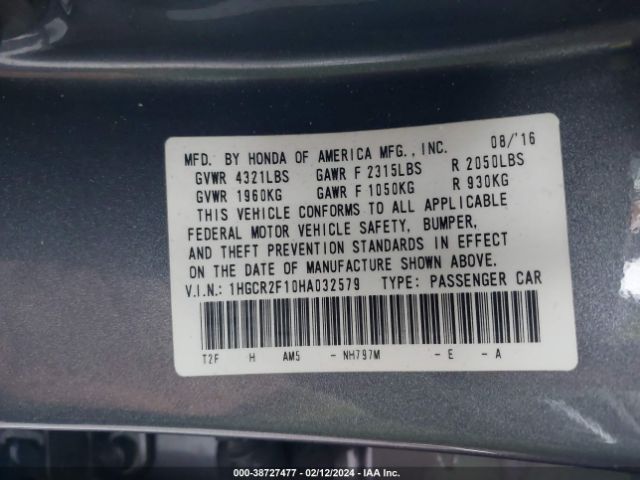 MFD. BY HONDA OF AMERICA MFG., INC. 08/'16
GVWR 4321LBS GAWR F 2315LBS R 2050LBS
GVWR 1960KG GAWR F 1050KG R 930KG
THIS VEHICLE CONFORMS TO ALL APPLICABLE
FEDERAL MOTOR VEHICLE SAFETY, BUMPER,
AND THEFT PREVENTION STANDARDS IN EFFECT
ON THE DATE OF MANUFACTURE SHOWN ABOVE.
V.I.N.: 1HGCR2F10HA032579 TYPE: PASSENGER CAR
T2F H AM5 - NH797M - E - A
000-38727477 - 02/12/2024 - IAA Inc.